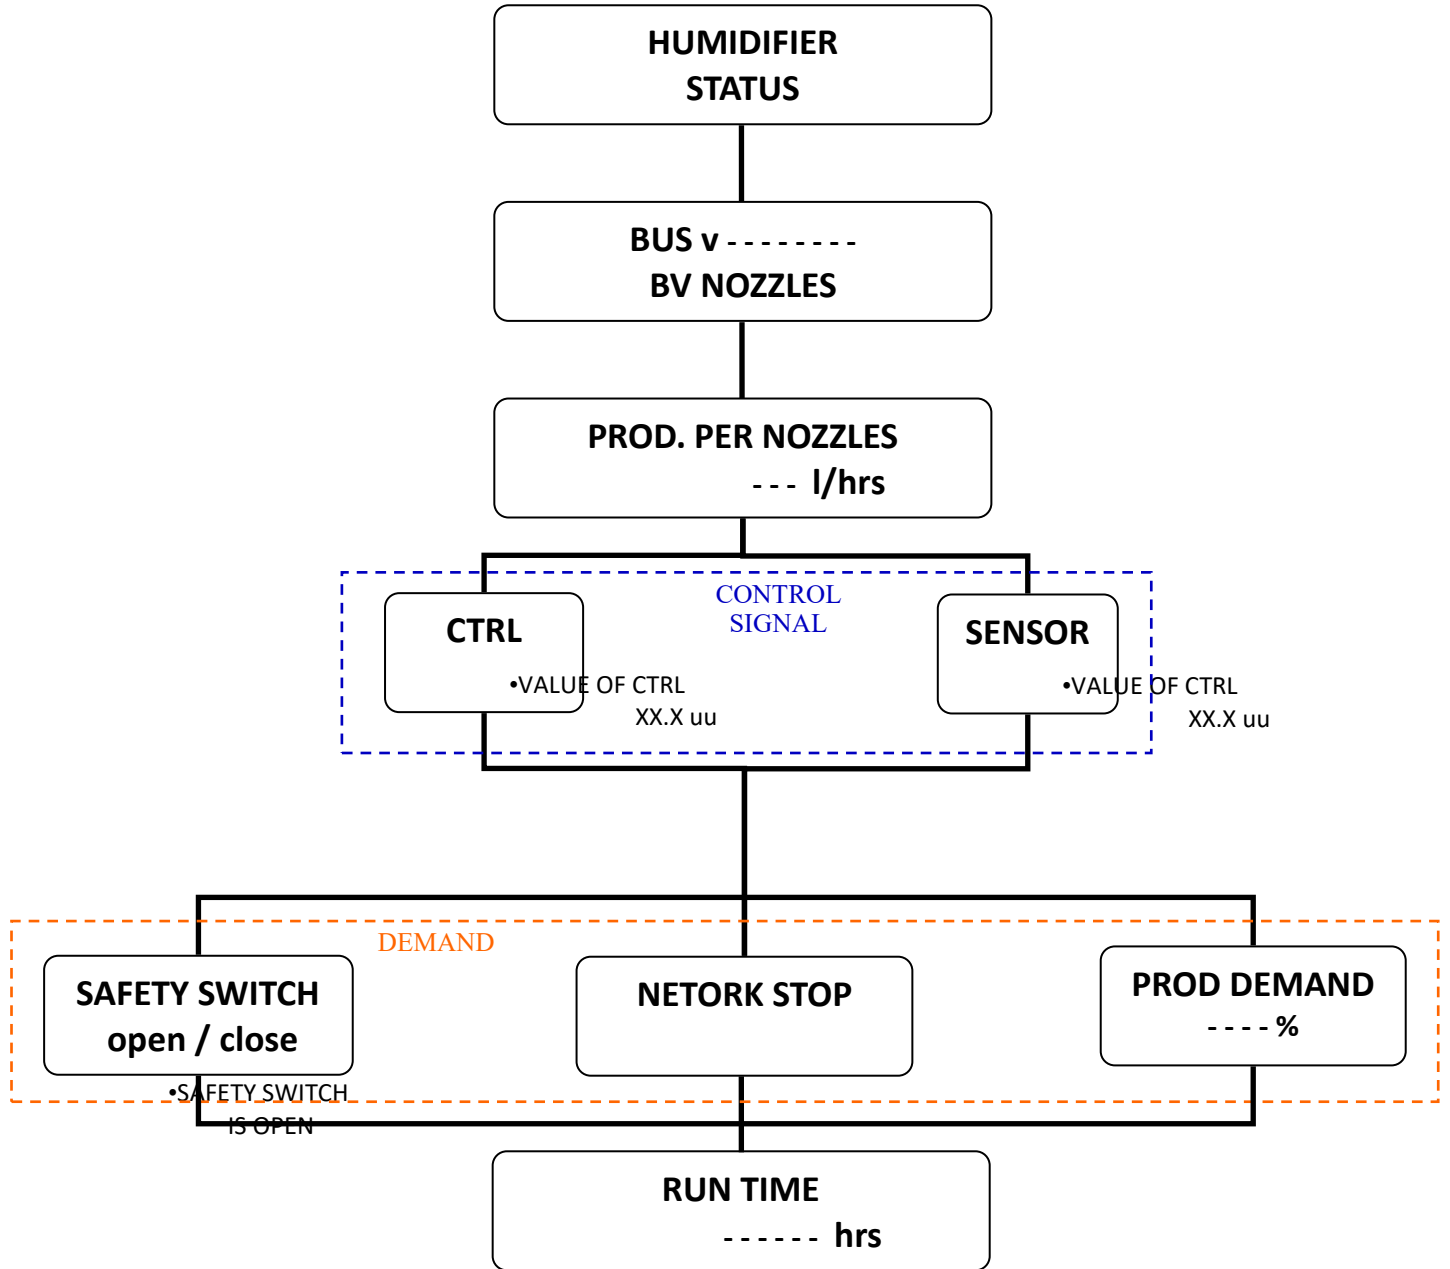 HUMIDIFIER
STATUS
BUS v - - - - - - - -
BV NOZZLES
PROD. PER NOZZLES
- - - l/hrs
CONTROL
SIGNAL
CTRL
•VALUE OF CTRL
XX.X uu
SENSOR
•VALUE OF CTRL
XX.X uu
DEMAND
SAFETY SWITCH
open / close
•SAFETY SWITCH
IS OPEN
NETORK STOP
PROD DEMAND
- - - - %
RUN TIME
- - - - - - hrs